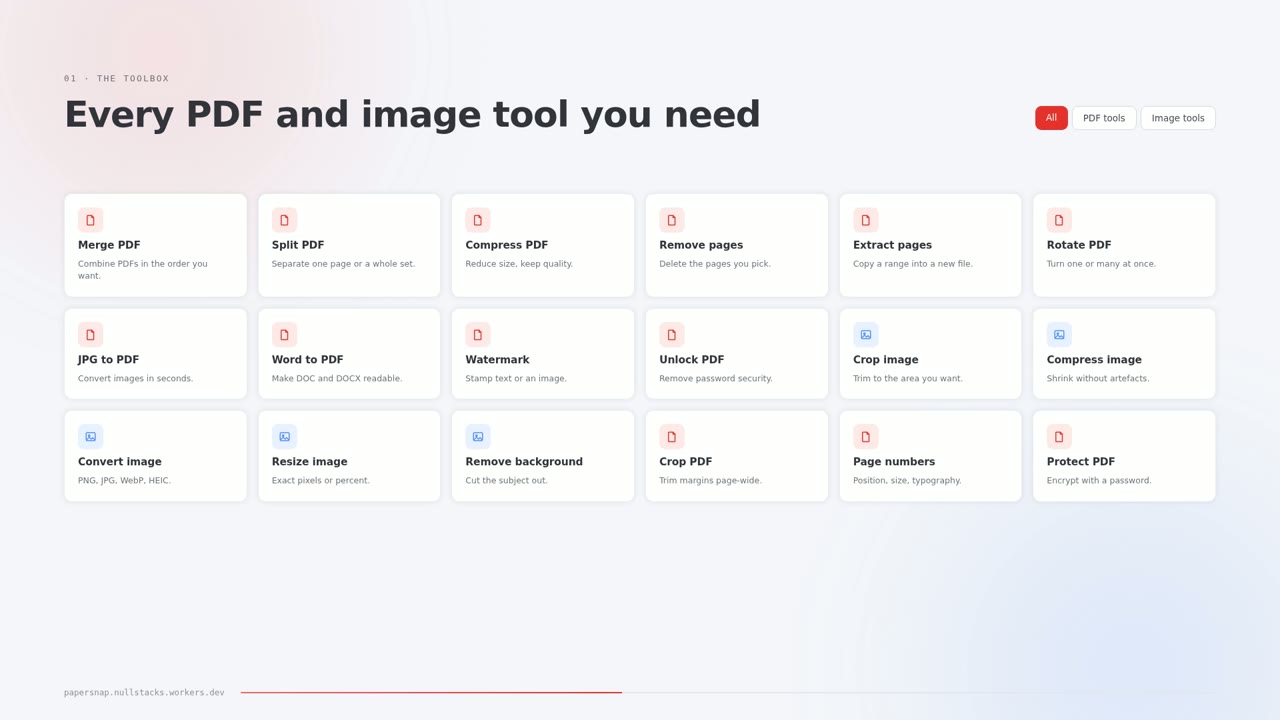 01 · THE TOOLBOX
Every PDF and image tool you need
All
PDF tools
Image tools
Merge PDF
Combine PDFs in the order you
want.
Split PDF
Separate one page or a whole set.
Compress PDF
Reduce size, keep quality.
Remove pages
Delete the pages you pick.
Extract pages
Copy a range into a new file.
Rotate PDF
Turn one or many at once.
JPG to PDF
Convert images in seconds.
Word to PDF
Make DOC and DOCX readable.
Watermark
Stamp text or an image.
Unlock PDF
Remove password security.
Crop image
Trim to the area you want.
Compress image
Shrink without artefacts.
Convert image
PNG, JPG, WebP, HEIC.
Resize image
Exact pixels or percent.
Remove background
Cut the subject out.
Crop PDF
Trim margins page-wide.
Page numbers
Position, size, typography.
Protect PDF
Encrypt with a password.
papersnap.nullstacks.workers.dev